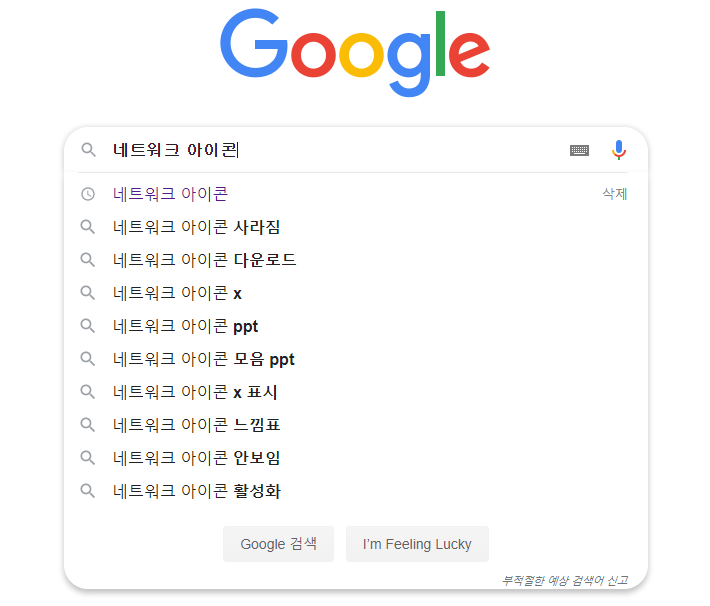 Google
네트워크 아이콘
네트워크 아이콘 삭제
네트워크 아이콘 사라짐
네트워크 아이콘 다운로드
네트워크 아이콘 x
네트워크 아이콘 ppt
네트워크 아이콘 모음 ppt
네트워크 아이콘 x 표시
네트워크 아이콘 느낌표
네트워크 아이콘 안보임
네트워크 아이콘 활성화
Google 검색 I'm Feeling Lucky
부적절한 예상 검색어 신고